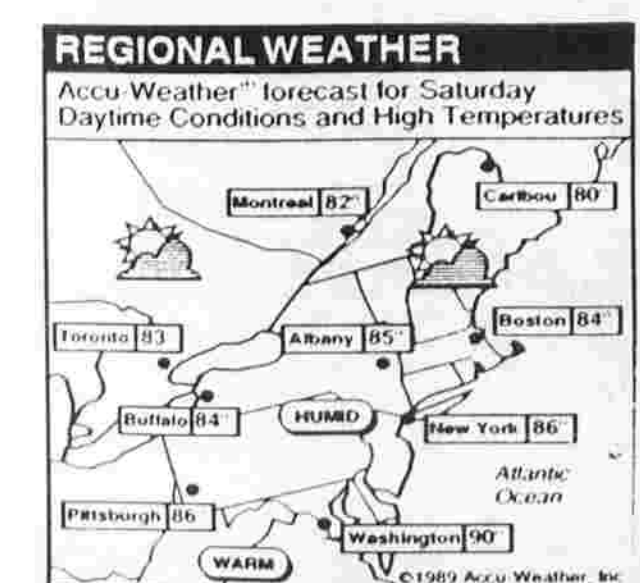 REGIONAL WEATHER
Accu-Weather™ forecast for Saturday
Daytime Conditions and High Temperatures
Montreal 82°
Caribou 80°
Toronto 83
Albany 85°
Boston 84°
Buffalo 84°
HUMID
New York 86°
Atlantic
Ocean
Pittsburgh 86
Washington 90°
WARM
©1989 Accu-Weather, Inc.